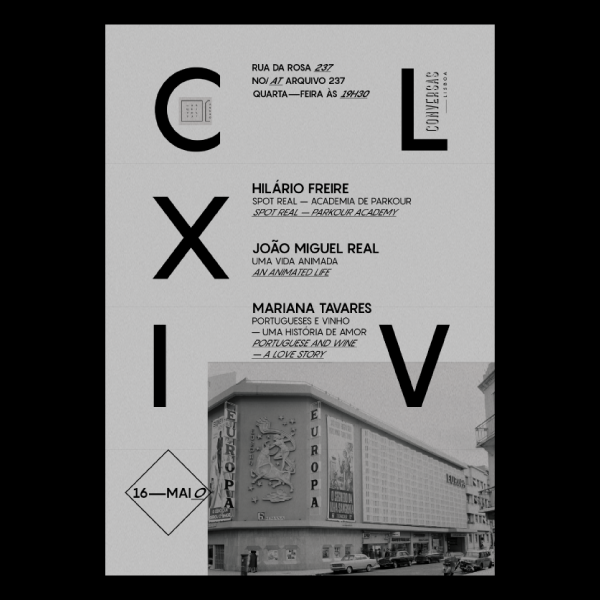 C
L
RUA DA ROSA 237
NO/AT ARQUIVO 237
QUARTA—FEIRA ÀS 19H30
CONVERSAS
LISBOA
X
HILÁRIO FREIRE
SPOT REAL — ACADEMIA DE PARKOUR
SPOT REAL — PARKOUR ACADEMY
JOÃO MIGUEL REAL
UMA VIDA ANIMADA
AN ANIMATED LIFE
I
V
MARIANA TAVARES
PORTUGUESES E VINHO
— UMA HISTÓRIA DE AMOR
PORTUGUESE AND WINE
— A LOVE STORY
16—MAIO
EUROPA
EUROPA
EUROPA